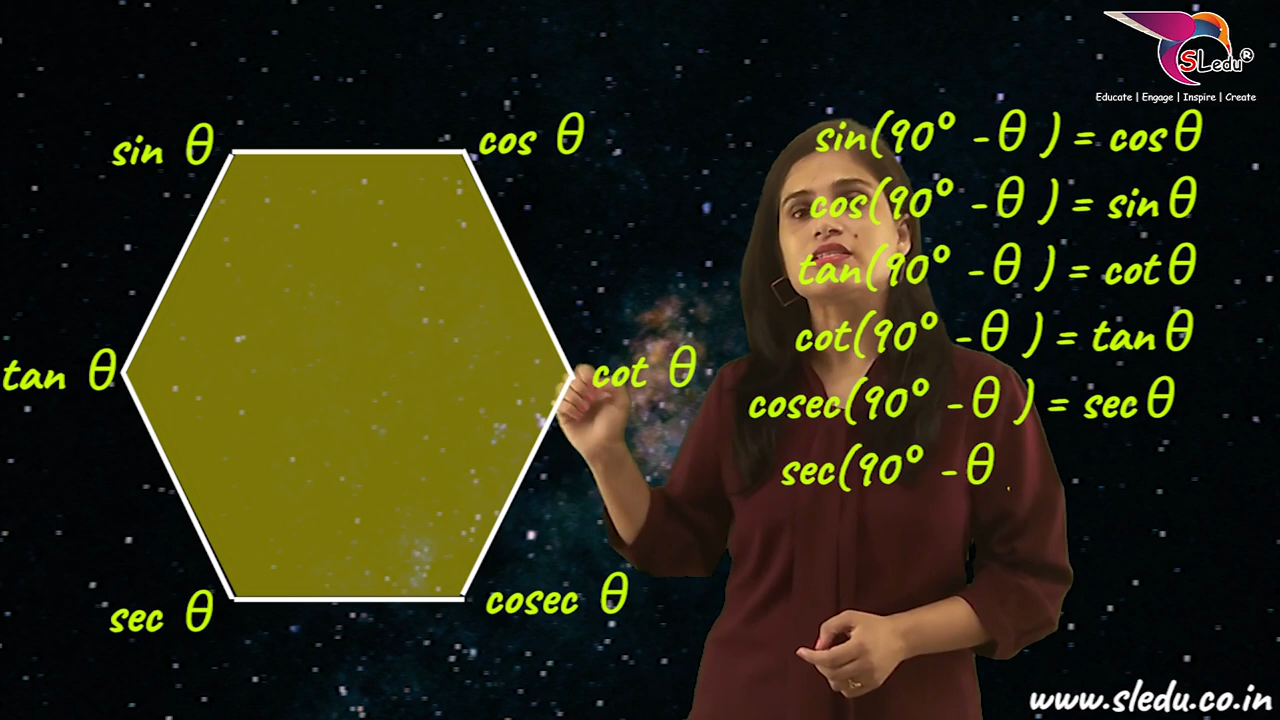 SLedu®
Educate | Engage | Inspire | Create
sin θ
cos θ
tan θ
cot θ
sec θ
cosec θ
sin(90° - θ ) = cos θ
cos(90° - θ ) = sin θ
tan(90° - θ ) = cot θ
cot(90° - θ ) = tan θ
cosec(90° - θ ) = sec θ
sec(90° - θ
www.sledu.co.in